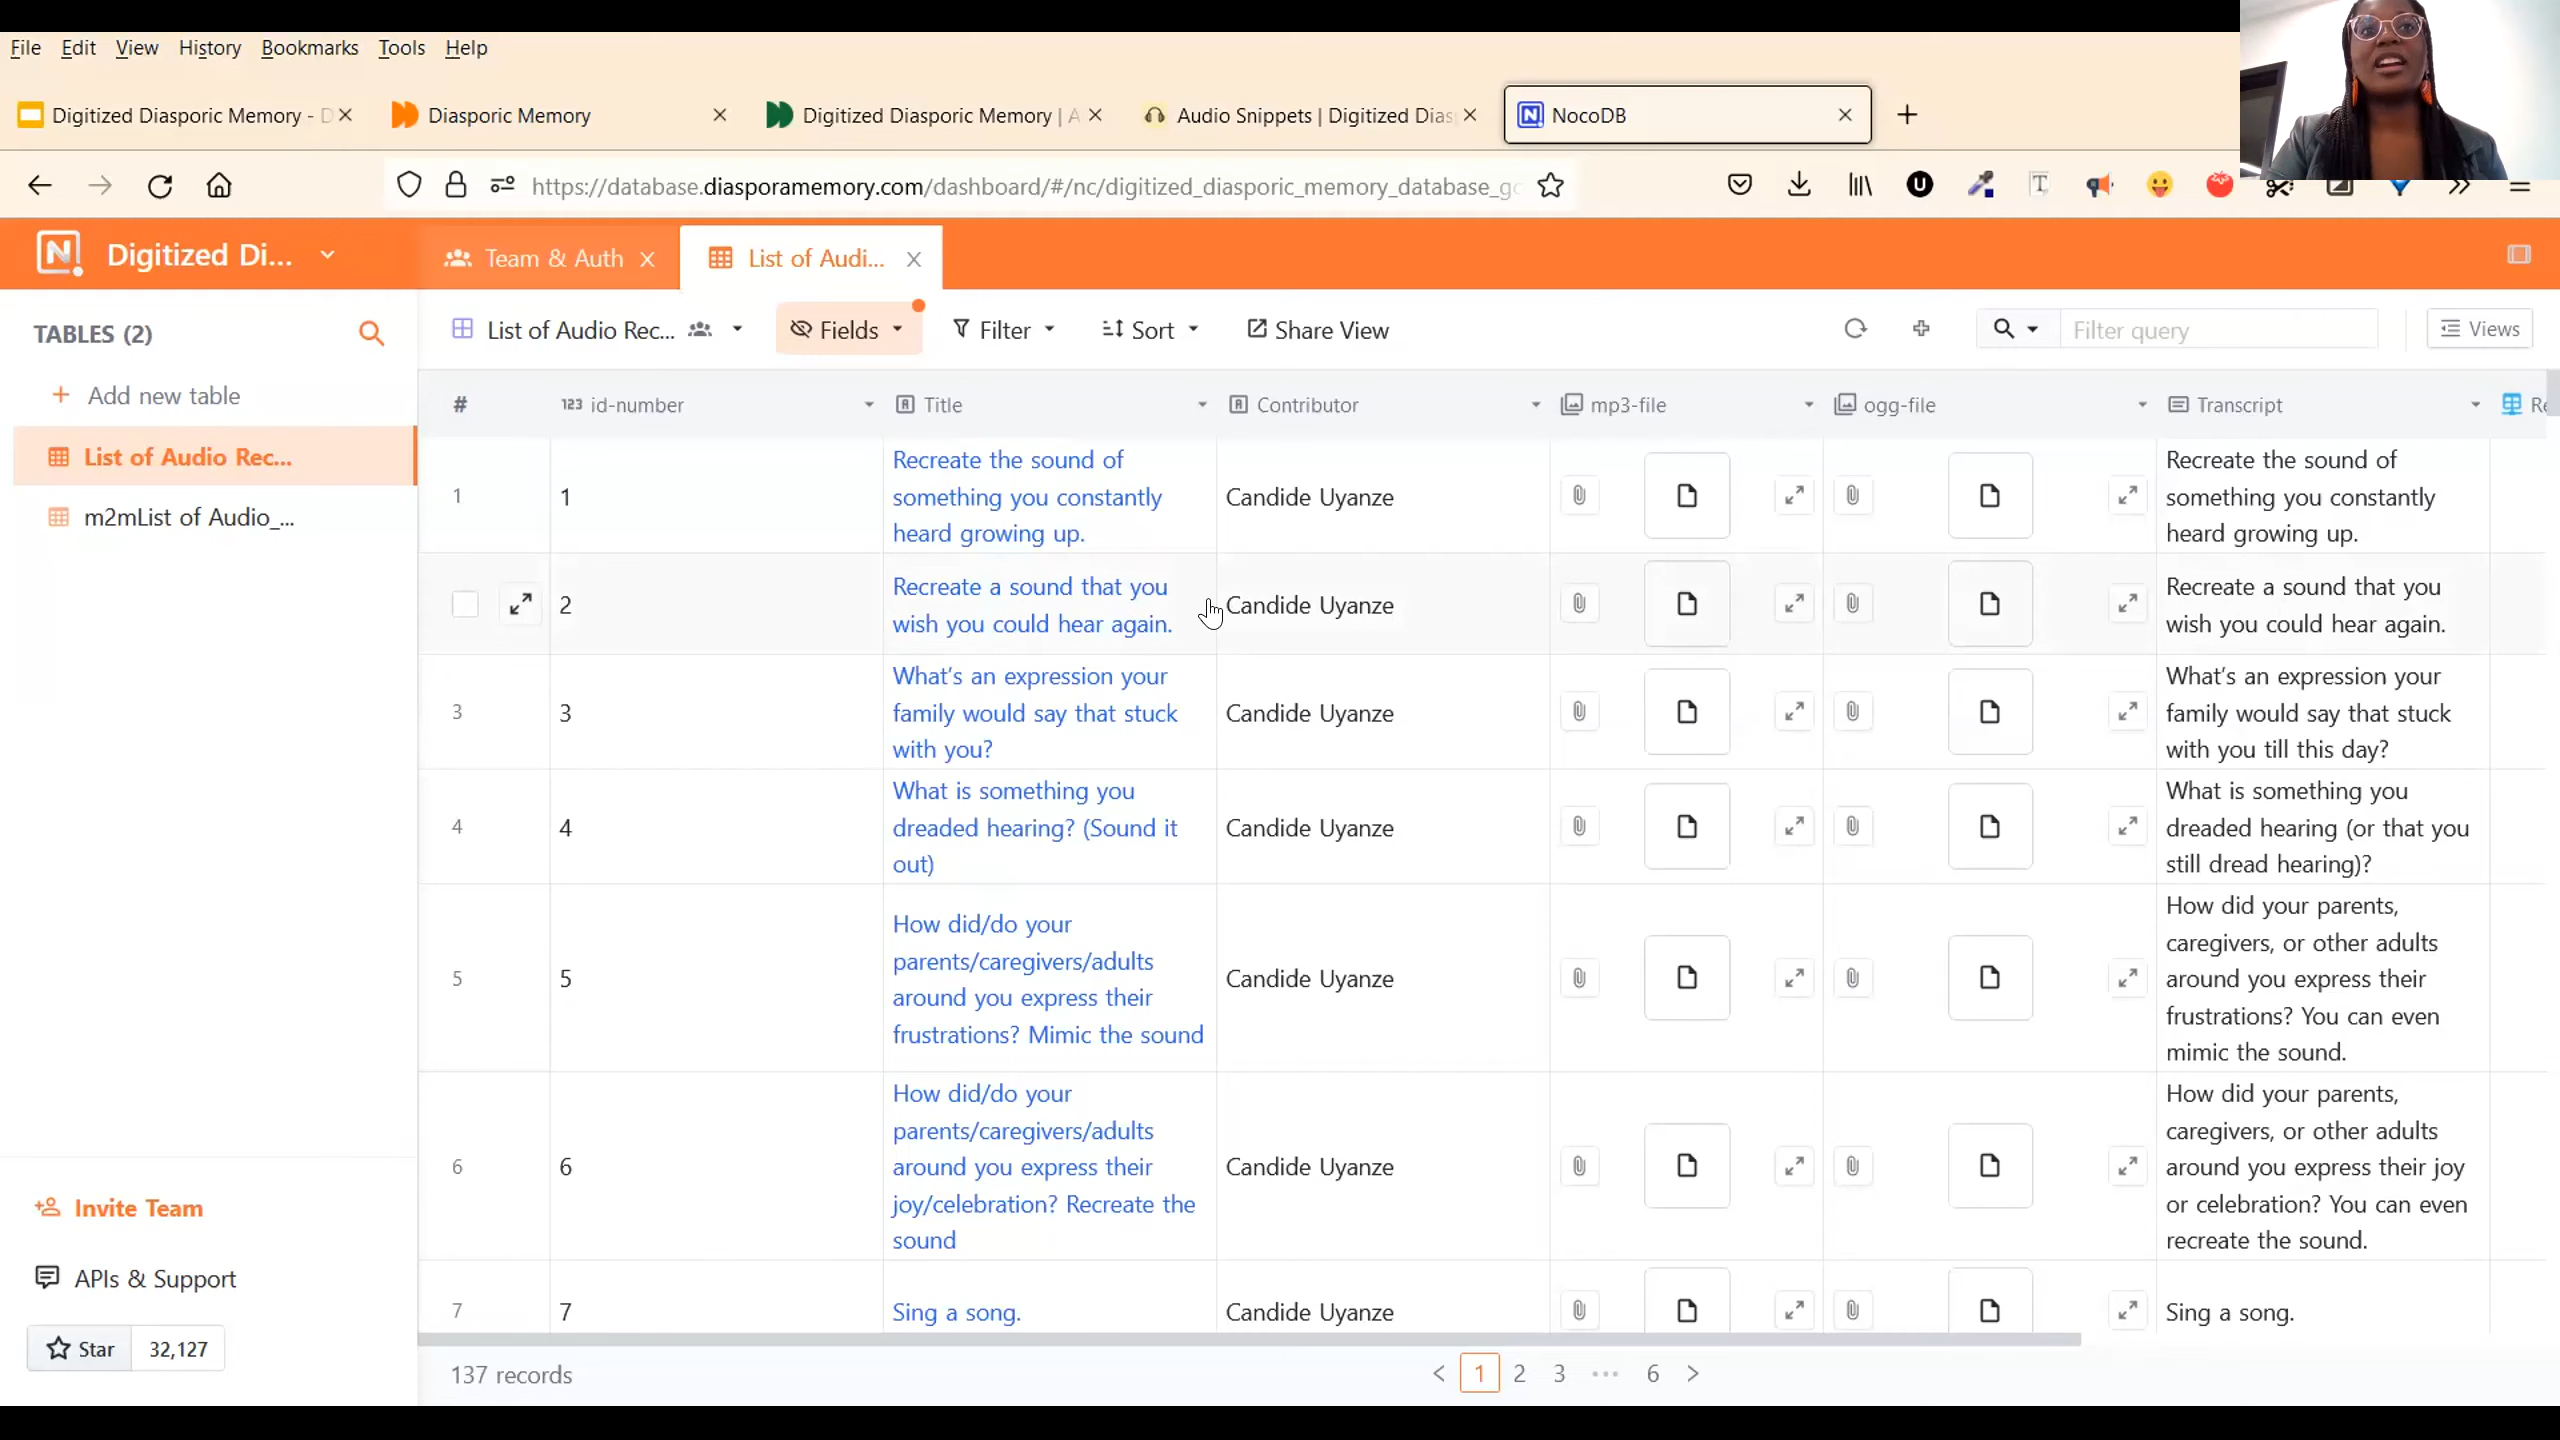 File Edit View History Bookmarks Tools Help
Digitized Diasporic Memory - D
Diasporic Memory
Digitized Diasporic Memory | A
Audio Snippets | Digitized Dias
NocoDB
https://database.diasporamemory.com/dashboard/#/nc/digitized_diasporic_memory_database_gc
Digitized Di...
Team & Auth
List of Audi...
TABLES (2)
Add new table
List of Audio Rec...
m2mList of Audio_...
Invite Team
APIs & Support
Star 32,127
List of Audio Rec...
Fields Filter Sort Share View
Filter query
Views
# 123 id-number Title Contributor mp3-file ogg-file Transcript Re
1 1
Recreate the sound of
something you constantly
heard growing up.
Candide Uyanze
Recreate the sound of
something you constantly
heard growing up.
2
Recreate a sound that you
wish you could hear again.
Candide Uyanze
Recreate a sound that you
wish you could hear again.
3 3
What's an expression your
family would say that stuck
with you?
Candide Uyanze
What's an expression your
family would say that stuck
with you till this day?
4 4
What is something you
dreaded hearing? (Sound it
out)
Candide Uyanze
What is something you
dreaded hearing (or that you
still dread hearing)?
5 5
How did/do your
parents/caregivers/adults
around you express their
frustrations? Mimic the sound
Candide Uyanze
How did your parents,
caregivers, or other adults
around you express their
frustrations? You can even
mimic the sound.
6 6
How did/do your
parents/caregivers/adults
around you express their
joy/celebration? Recreate the
sound
Candide Uyanze
How did your parents,
caregivers, or other adults
around you express their joy
or celebration? You can even
recreate the sound.
7 7
Sing a song.
Candide Uyanze
Sing a song.
137 records
< 1 2 3 ••• 6 >